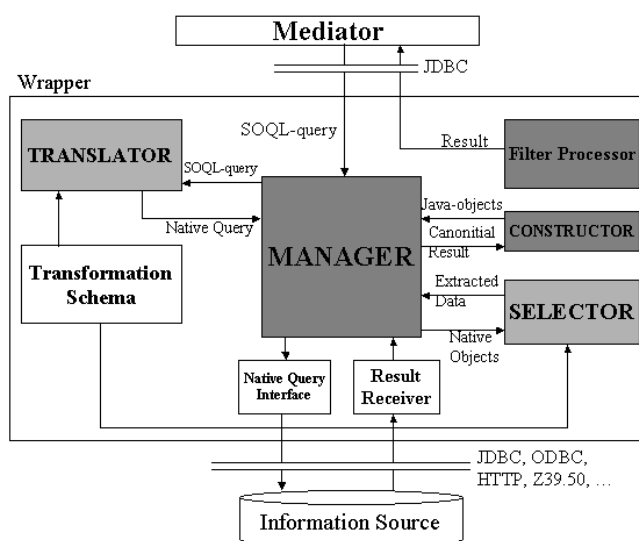 Mediator
JDBC
Wrapper
SOQL-query
Result
TRANSLATOR
SOQL-query
Filter Processor
Native Query
Java-objects
Canonitial
Result
CONSTRUCTOR
MANAGER
Transformation
Schema
Extracted
Data
SELECTOR
Native
Objects
Native Query
Interface
Result
Receiver
JDBC, ODBC,
HTTP, Z39.50, ...
Information Source